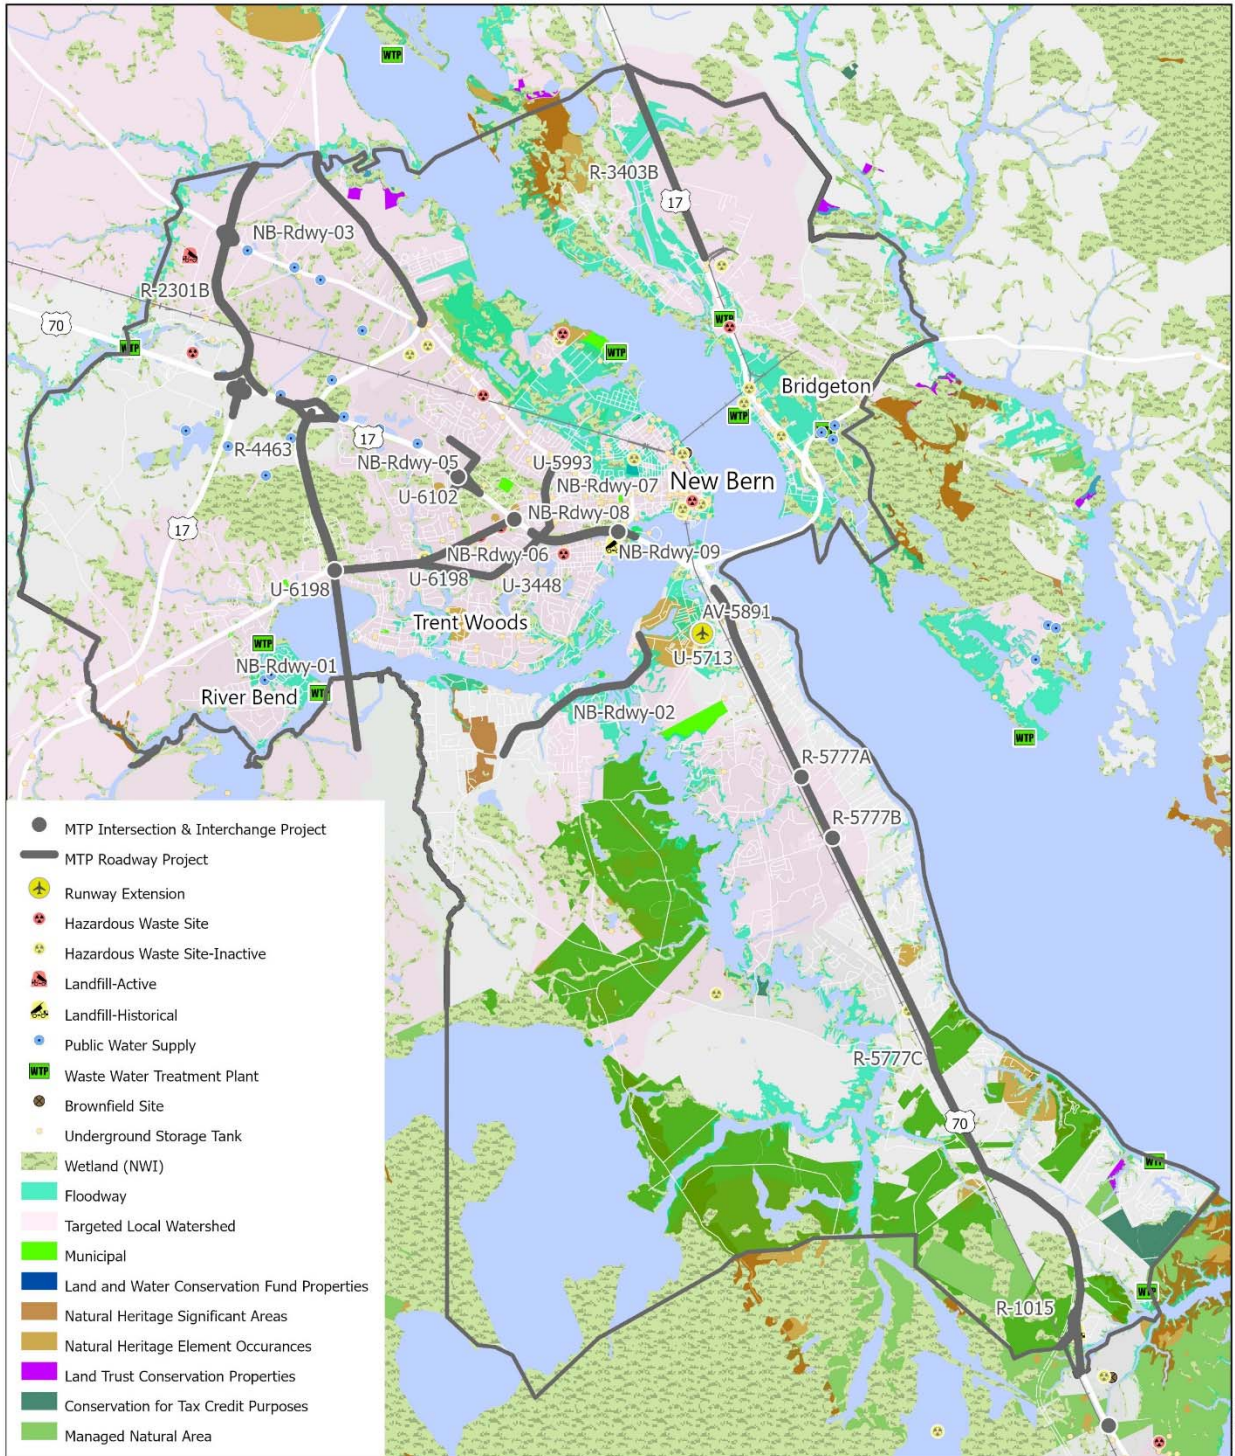 WTP
R-3403B
17
NB-Rdwy-03
R-2301B
70
WTP
WTP
WTP
WTP
Bridgeton
17
R-4463
NB-Rdwy-05
U-5993
U-6102
NB-Rdwy-07
New Bern
17
NB-Rdwy-08
NB-Rdwy-06
NB-Rdwy-09
U-6198
U-6198
U-3448
Trent Woods
AV-5891
WTP
U-5713
NB-Rdwy-01
River Bend
WT
NB-Rdwy-02
WTP
R-5777A
R-5777B
MTP Intersection & Interchange Project
MTP Roadway Project
Runway Extension
Hazardous Waste Site
Hazardous Waste Site-Inactive
Landfill-Active
Landfill-Historical
Public Water Supply
WTP Waste Water Treatment Plant
Brownfield Site
Underground Storage Tank
Wetland (NWI)
Floodway
Targeted Local Watershed
Municipal
Land and Water Conservation Fund Properties
Natural Heritage Significant Areas
Natural Heritage Element Occurances
Land Trust Conservation Properties
Conservation for Tax Credit Purposes
Managed Natural Area
R-5777C
70
WTP
WTP
R-1015